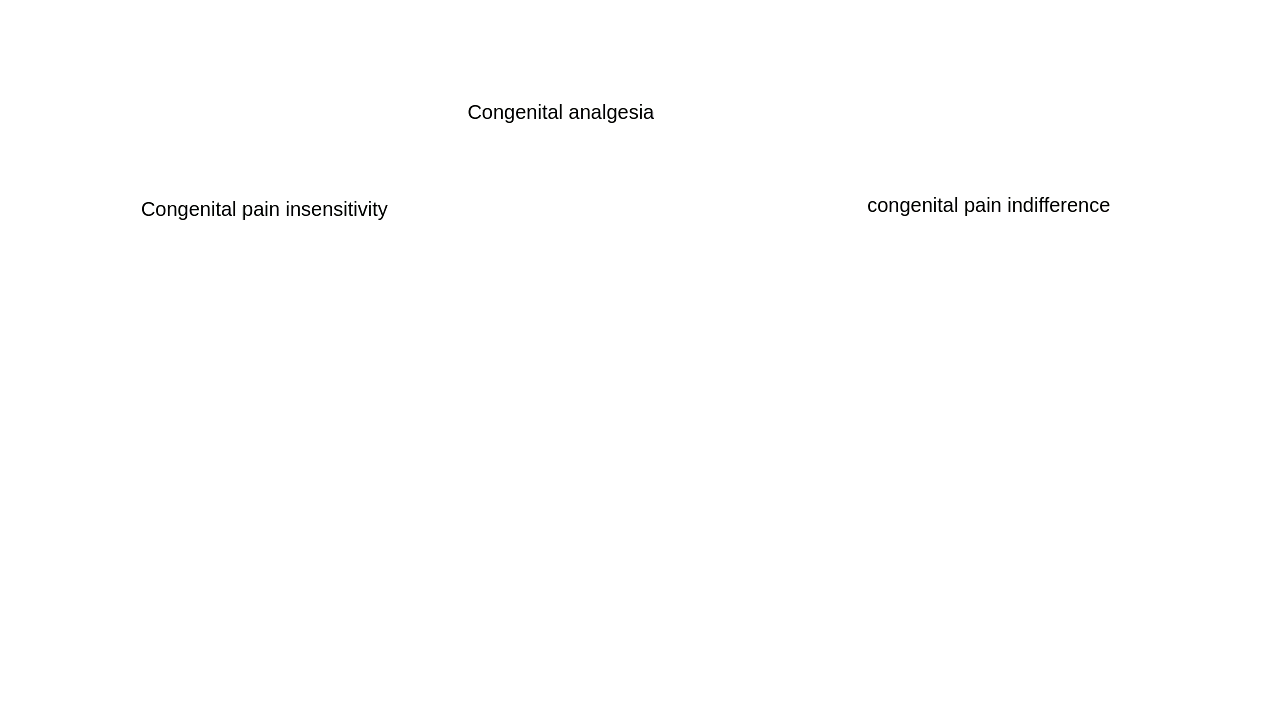 Congenital analgesia
Congenital pain insensitivity
congenital pain indifference